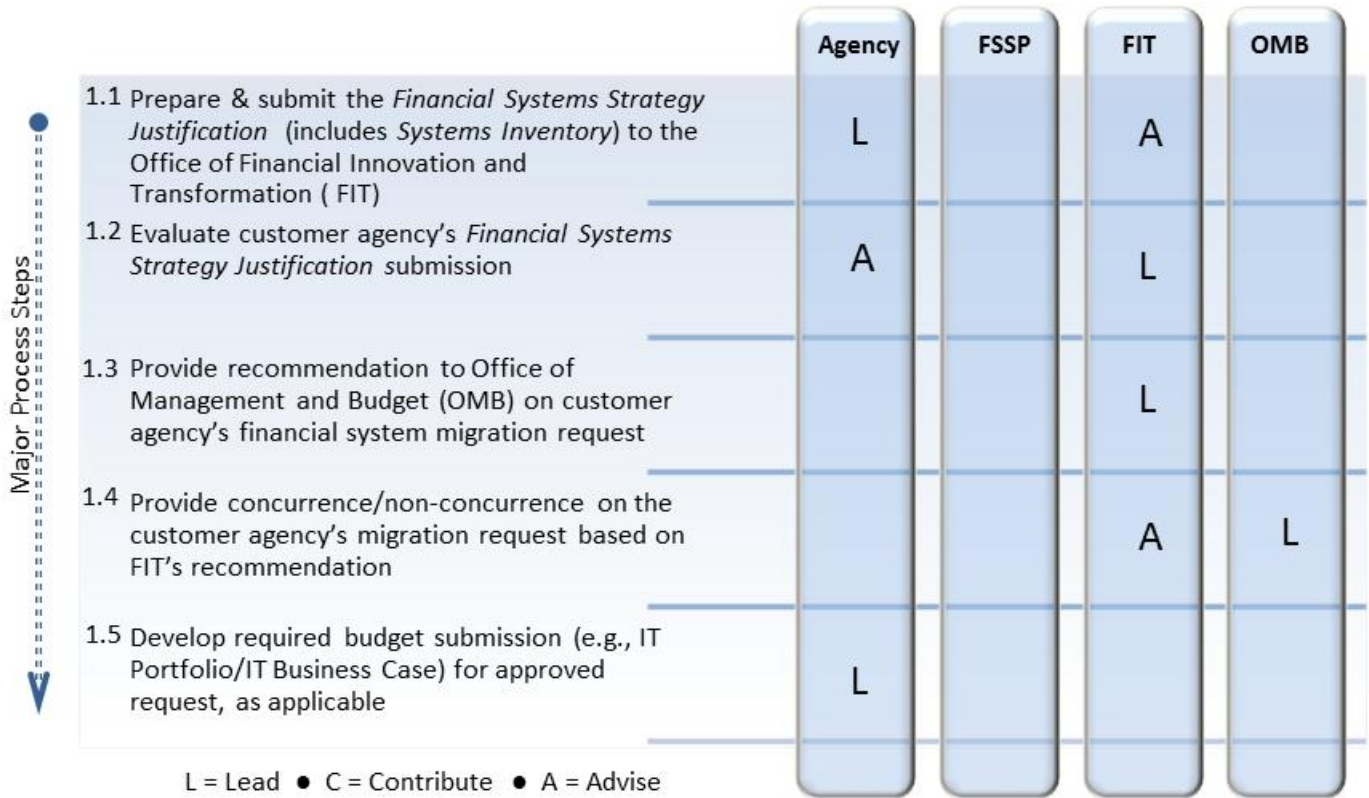 Agency FSSP FIT OMB
Major Process Steps
1.1 Prepare & submit the Financial Systems Strategy
Justification (includes Systems Inventory) to the
Office of Financial Innovation and
Transformation ( FIT)
L A
1.2 Evaluate customer agency’s Financial Systems
Strategy Justification submission
A L
1.3 Provide recommendation to Office of
Management and Budget (OMB) on customer
agency’s financial system migration request
L
1.4 Provide concurrence/non-concurrence on the
customer agency’s migration request based on
FIT’s recommendation
A L
1.5 Develop required budget submission (e.g., IT
Portfolio/IT Business Case) for approved
request, as applicable
L
L = Lead ● C = Contribute ● A = Advise